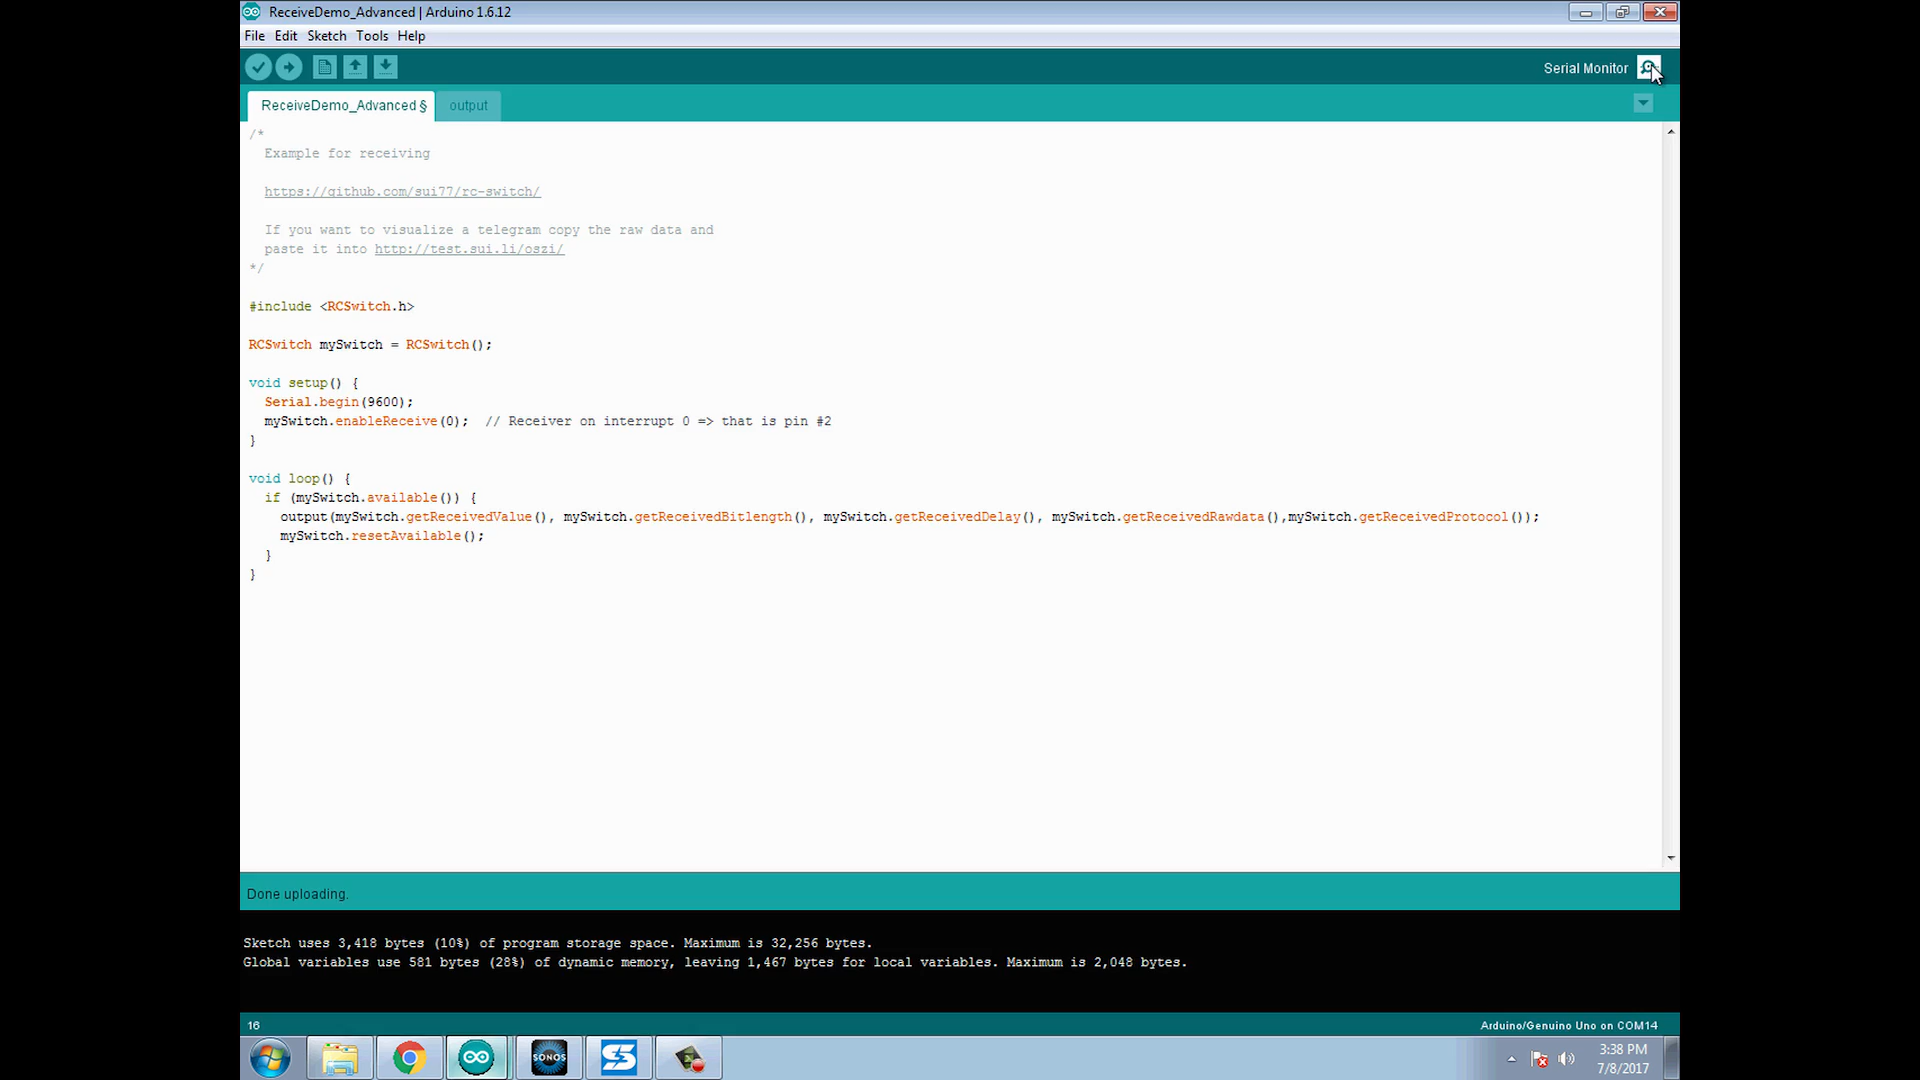 ReceiveDemo_Advanced | Arduino 1.6.12
File Edit Sketch Tools Help
Serial Monitor
ReceiveDemo_Advanced § output
/*
Example for receiving
https://github.com/sui77/rc-switch/
If you want to visualize a telegram copy the raw data and
paste it into http://test.sui.li/oszi/
*/
#include <RCSwitch.h>
RCSwitch mySwitch = RCSwitch();
void setup() {
Serial.begin(9600);
mySwitch.enableReceive(0);  // Receiver on interrupt 0 => that is pin #2
}
void loop() {
if (mySwitch.available()) {
output(mySwitch.getReceivedValue(), mySwitch.getReceivedBitlength(), mySwitch.getReceivedDelay(), mySwitch.getReceivedRawdata(),mySwitch.getReceivedProtocol());
mySwitch.resetAvailable();
}
}
Done uploading.
Sketch uses 3,418 bytes (10%) of program storage space. Maximum is 32,256 bytes.
Global variables use 581 bytes (28%) of dynamic memory, leaving 1,467 bytes for local variables. Maximum is 2,048 bytes.
16 Arduino/Genuino Uno on COM14
SONOS
3:38 PM
7/8/2017